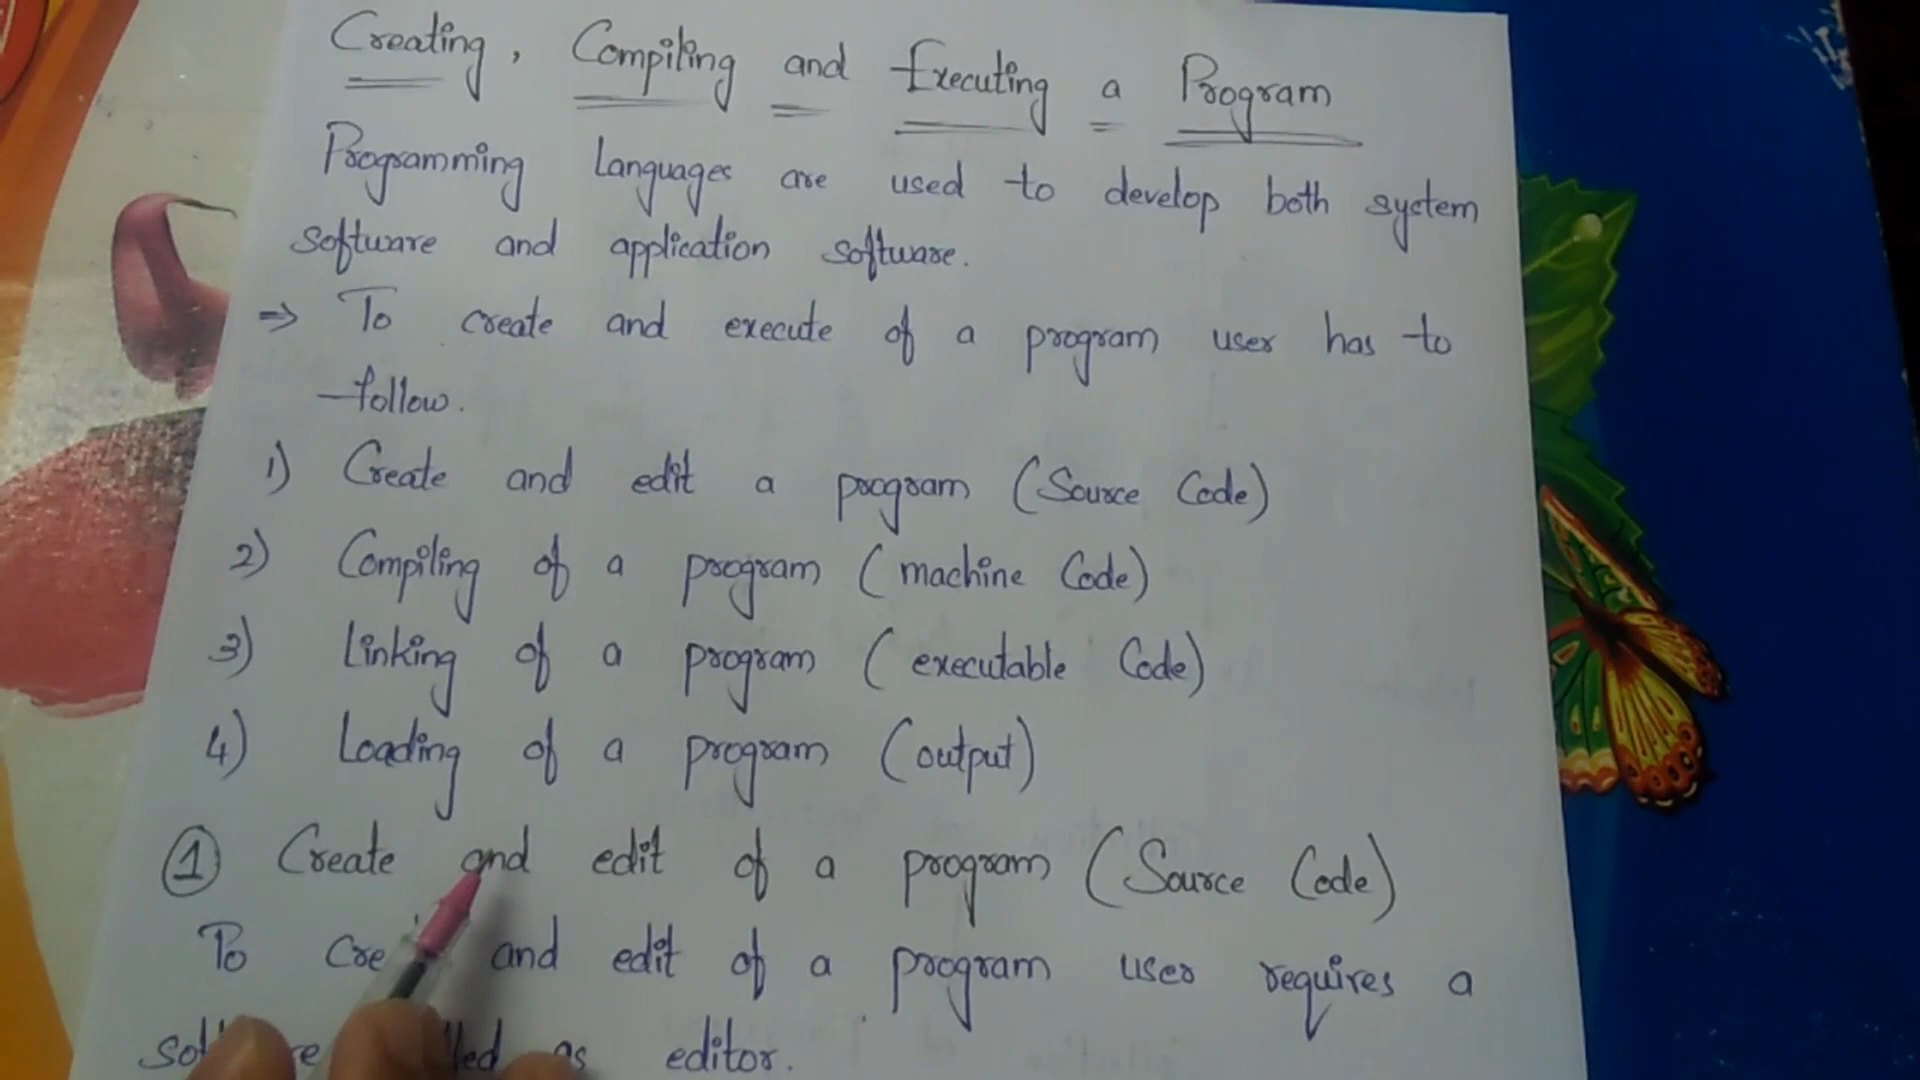 Creating, Compiling and Executing a Program
Programming Languages are used to develop both system
software and application software.
⇒ To create and execute of a program user has to
follow.
1) Create and edit a program (Source Code)
2) Compiling of a program (machine Code)
3) Linking of a program (executable Code)
4) Loading of a program (output)
① Create and edit of a program (Source Code)
To and edit of a program user requires a
as editor.